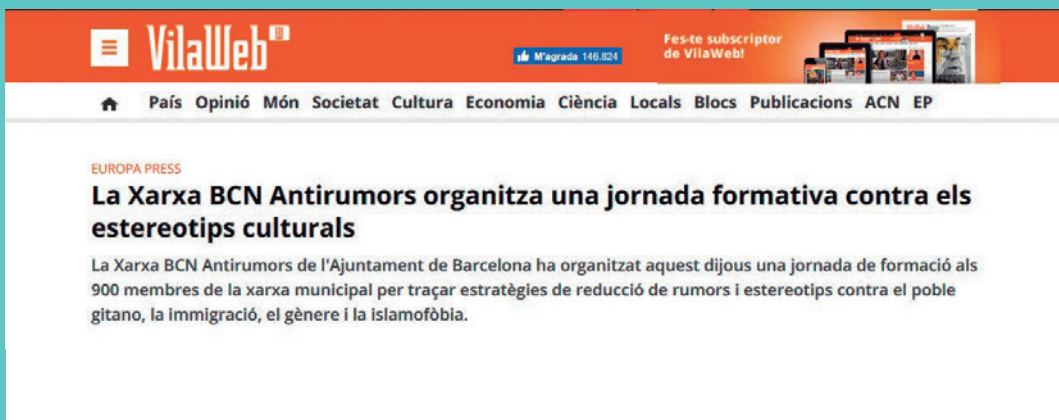 VilaWeb
M'agrada 146.824
Fes-te subscriptor
de VilaWeb!
País Opinió Món Societat Cultura Economia Ciència Locals Blocs Publicacions ACN EP
EUROPA PRESS
La Xarxa BCN Antirumors organitza una jornada formativa contra els
estereotips culturals
La Xarxa BCN Antirumors de l'Ajuntament de Barcelona ha organitzat aquest dijous una jornada de formació als
900 membres de la xarxa municipal per traçar estratègies de reducció de rumors i estereotips contra el poble
gitano, la immigració, el gènere i la islamofòbia.